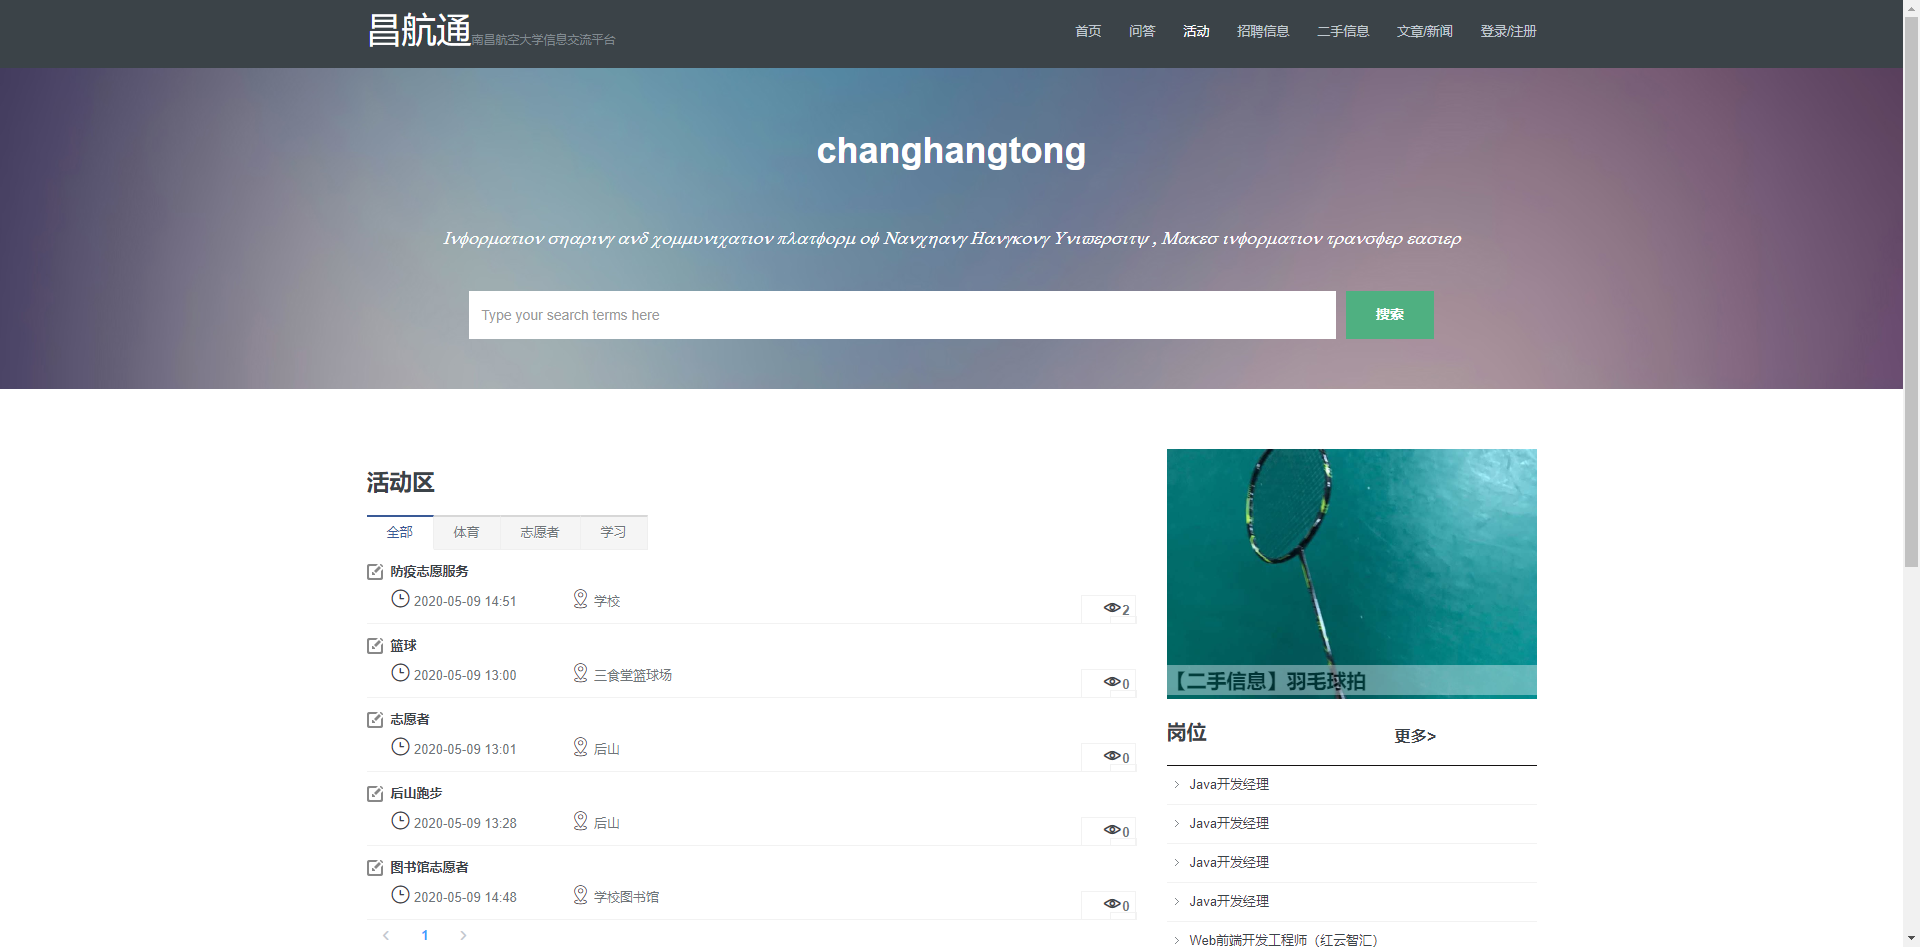 昌航通南昌航空大学信息交流平台
首页 问答 活动 招聘信息 二手信息 文章/新闻 登录/注册
changhangtong
Ινφορματιον σηαρινγ ανδ χομμυνιχατιον πλατφορμ οφ Νανχηανγ Ηανγκονγ Υνιϖερσιτψ , Μακεσ ινφορματιον τρανσφερ εασιερ
Type your search terms here
搜索
活动区
全部 体育 志愿者 学习
防疫志愿服务
2020-05-09 14:51 学校 2
篮球
2020-05-09 13:00 三食堂篮球场 0
志愿者
2020-05-09 13:01 后山 0
后山跑步
2020-05-09 13:28 后山 0
图书馆志愿者
2020-05-09 14:48 学校图书馆 0
< 1 >
【二手信息】羽毛球拍
岗位 更多>
Java开发经理
Java开发经理
Java开发经理
Java开发经理
Web前端开发工程师（红云智汇）